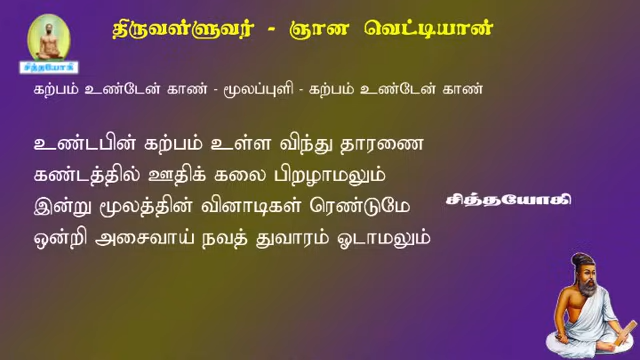 திருவள்ளுவர் - ஞான வெட்டியான்
சித்தயோகி
கற்பம் உண்டேன் காண் - மூலப்புளி - கற்பம் உண்டேன் காண்
உண்டபின் கற்பம் உள்ள விந்து தாரணை
கண்டத்தில் ஊதிக் கலை பிறழாமலும்
இன்று மூலத்தின் வினாடிகள் ரெண்டுமே
சித்தயோகி
ஒன்றி அசைவாய் நவத் துவாரம் ஓடாமலும்